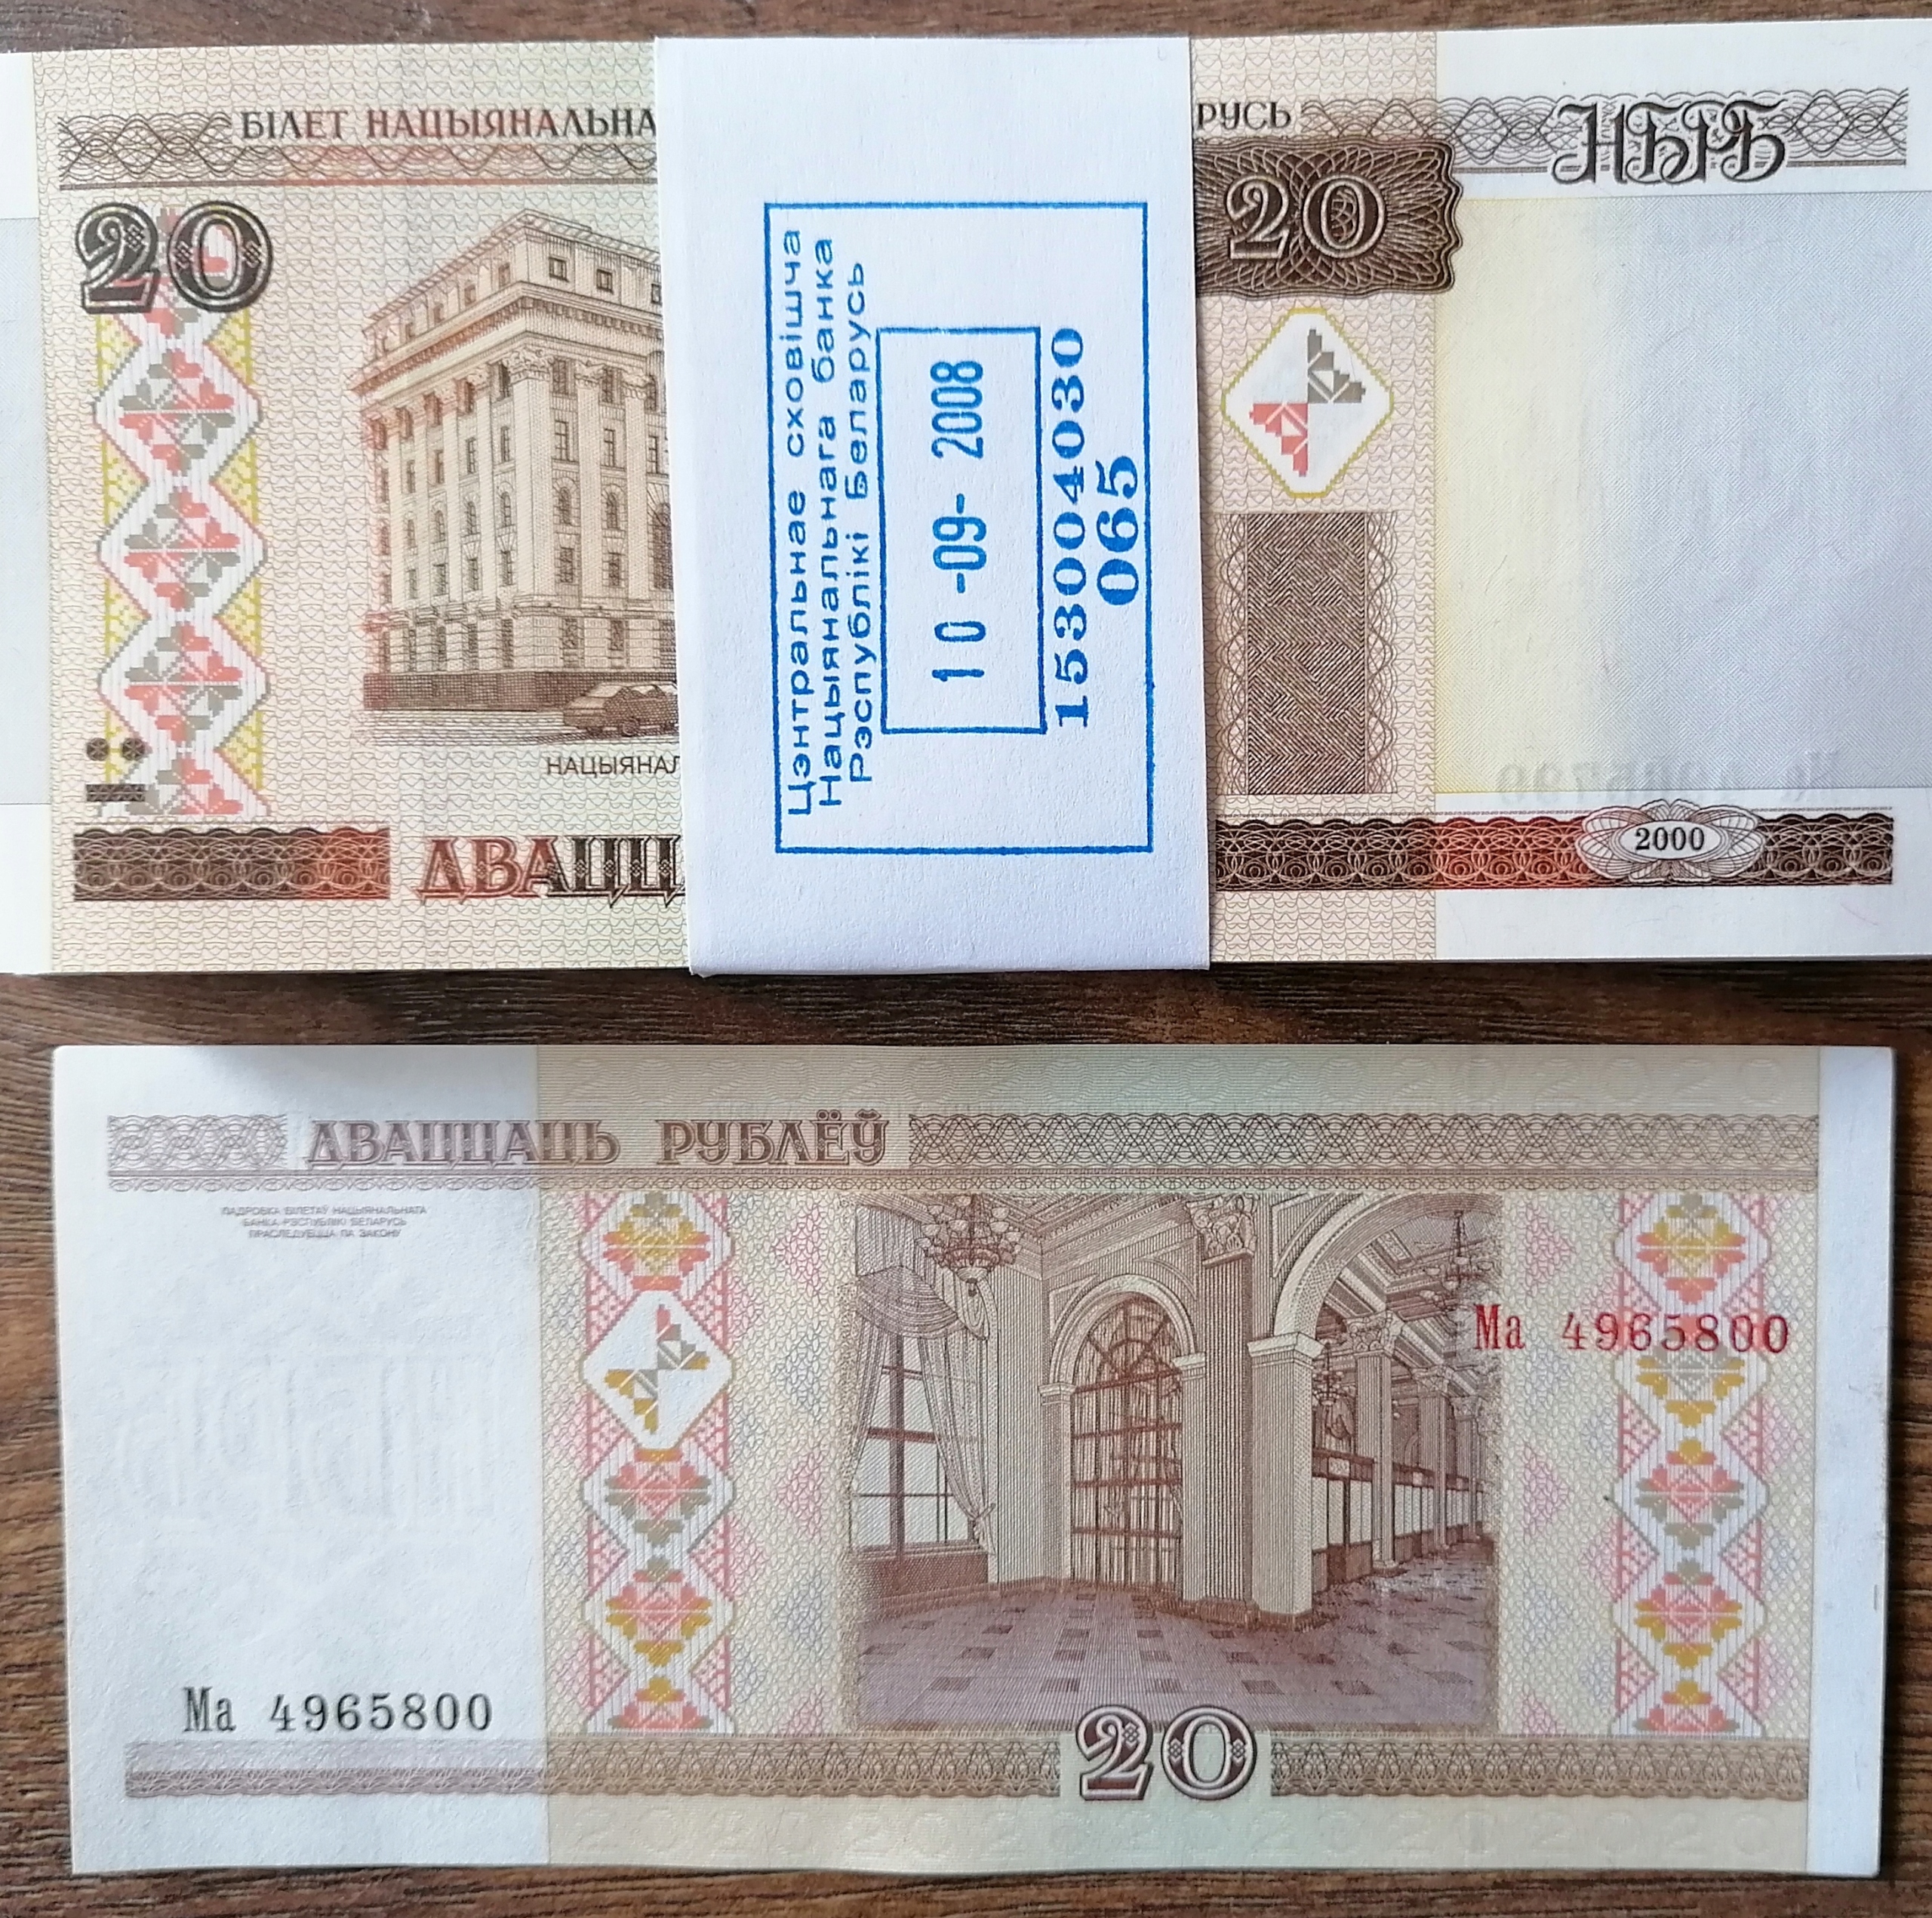 БІЛЕТ НАЦЫЯНАЛЬНА
РУСЬ
НБРБ
20
20
Цэнтральнае сховішча
Нацыянальнага банка
Рэспублікі Беларусь
10 -09- 2008
1530004030
065
НАЦЫЯНАЛ
ДВАЦЦ
2000
ДВАЦЦАЦЬ РУБЛЁЎ
ПАДРОБКА БІЛЕТАЎ НАЦЫЯНАЛЬНАГА
БАНКА РЭСПУБЛІКІ БЕЛАРУСЬ
ПРАСЛЕДУЕЦЦА ПА ЗАКОНУ
Ма 4965800
Ма 4965800
20